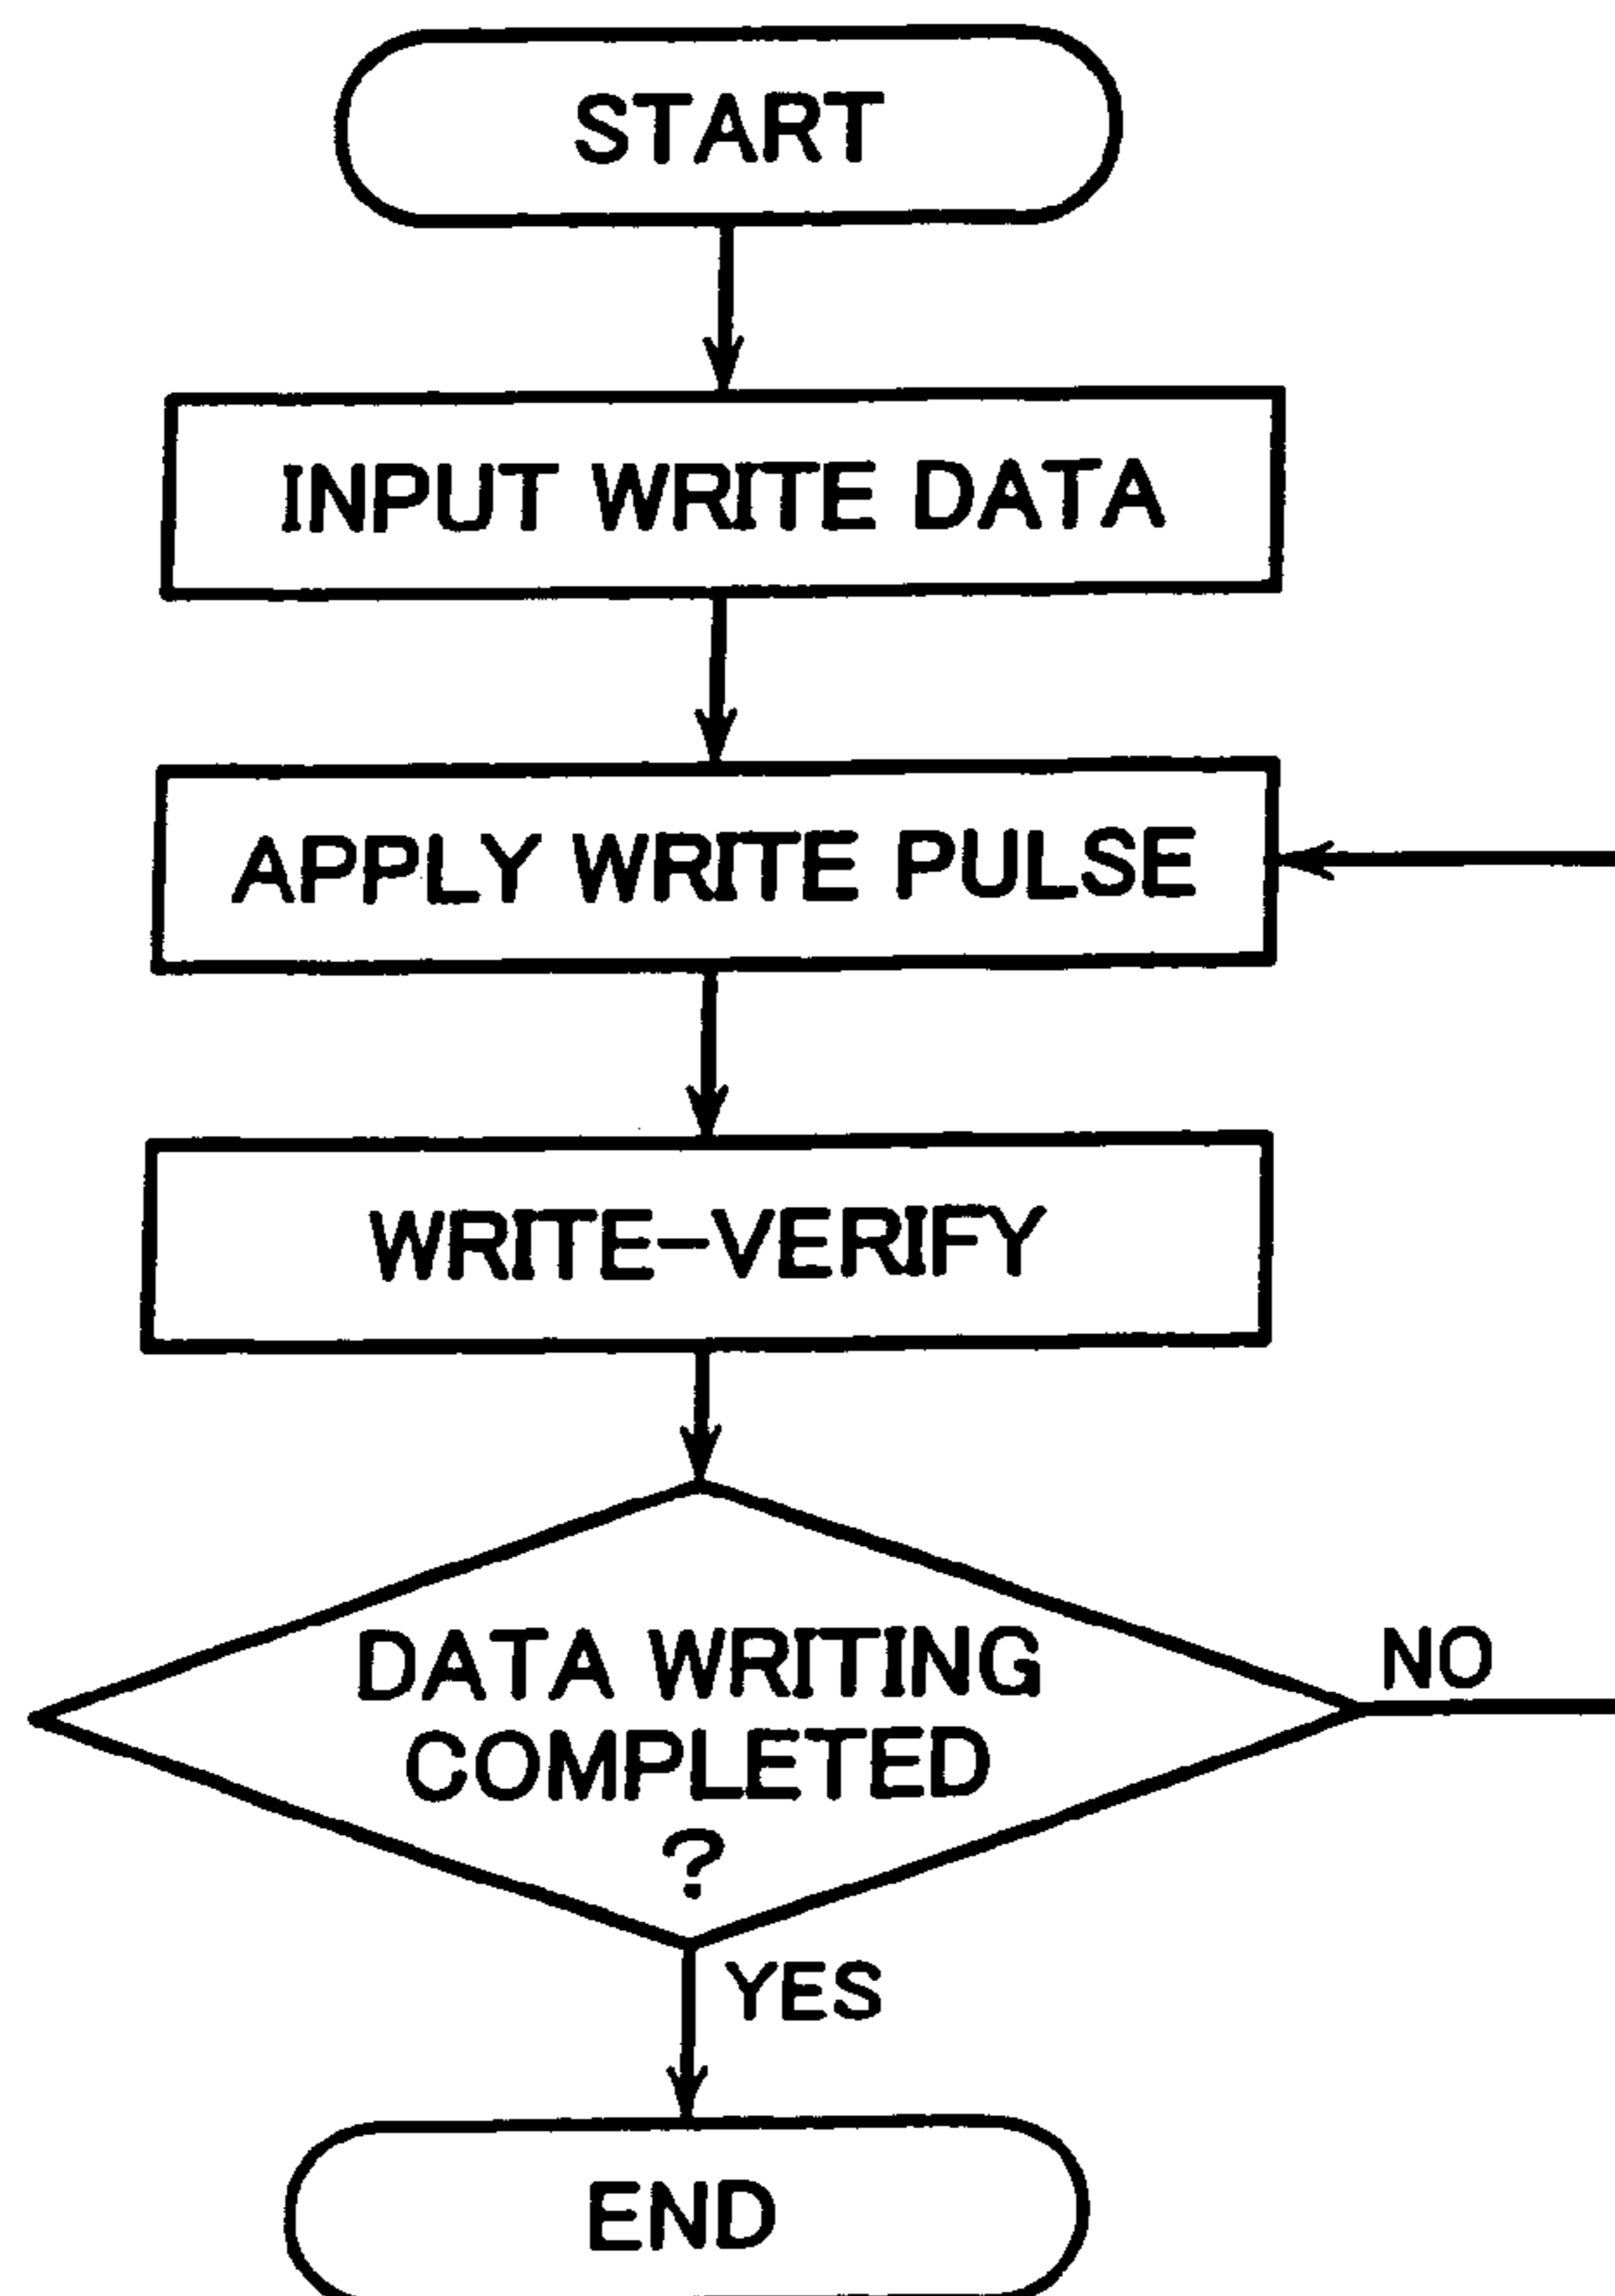 START
INPUT WRITE DATA
APPLY WRITE PULSE
WRITE-VERIFY
DATA WRITING
COMPLETED
?
NO
YES
END